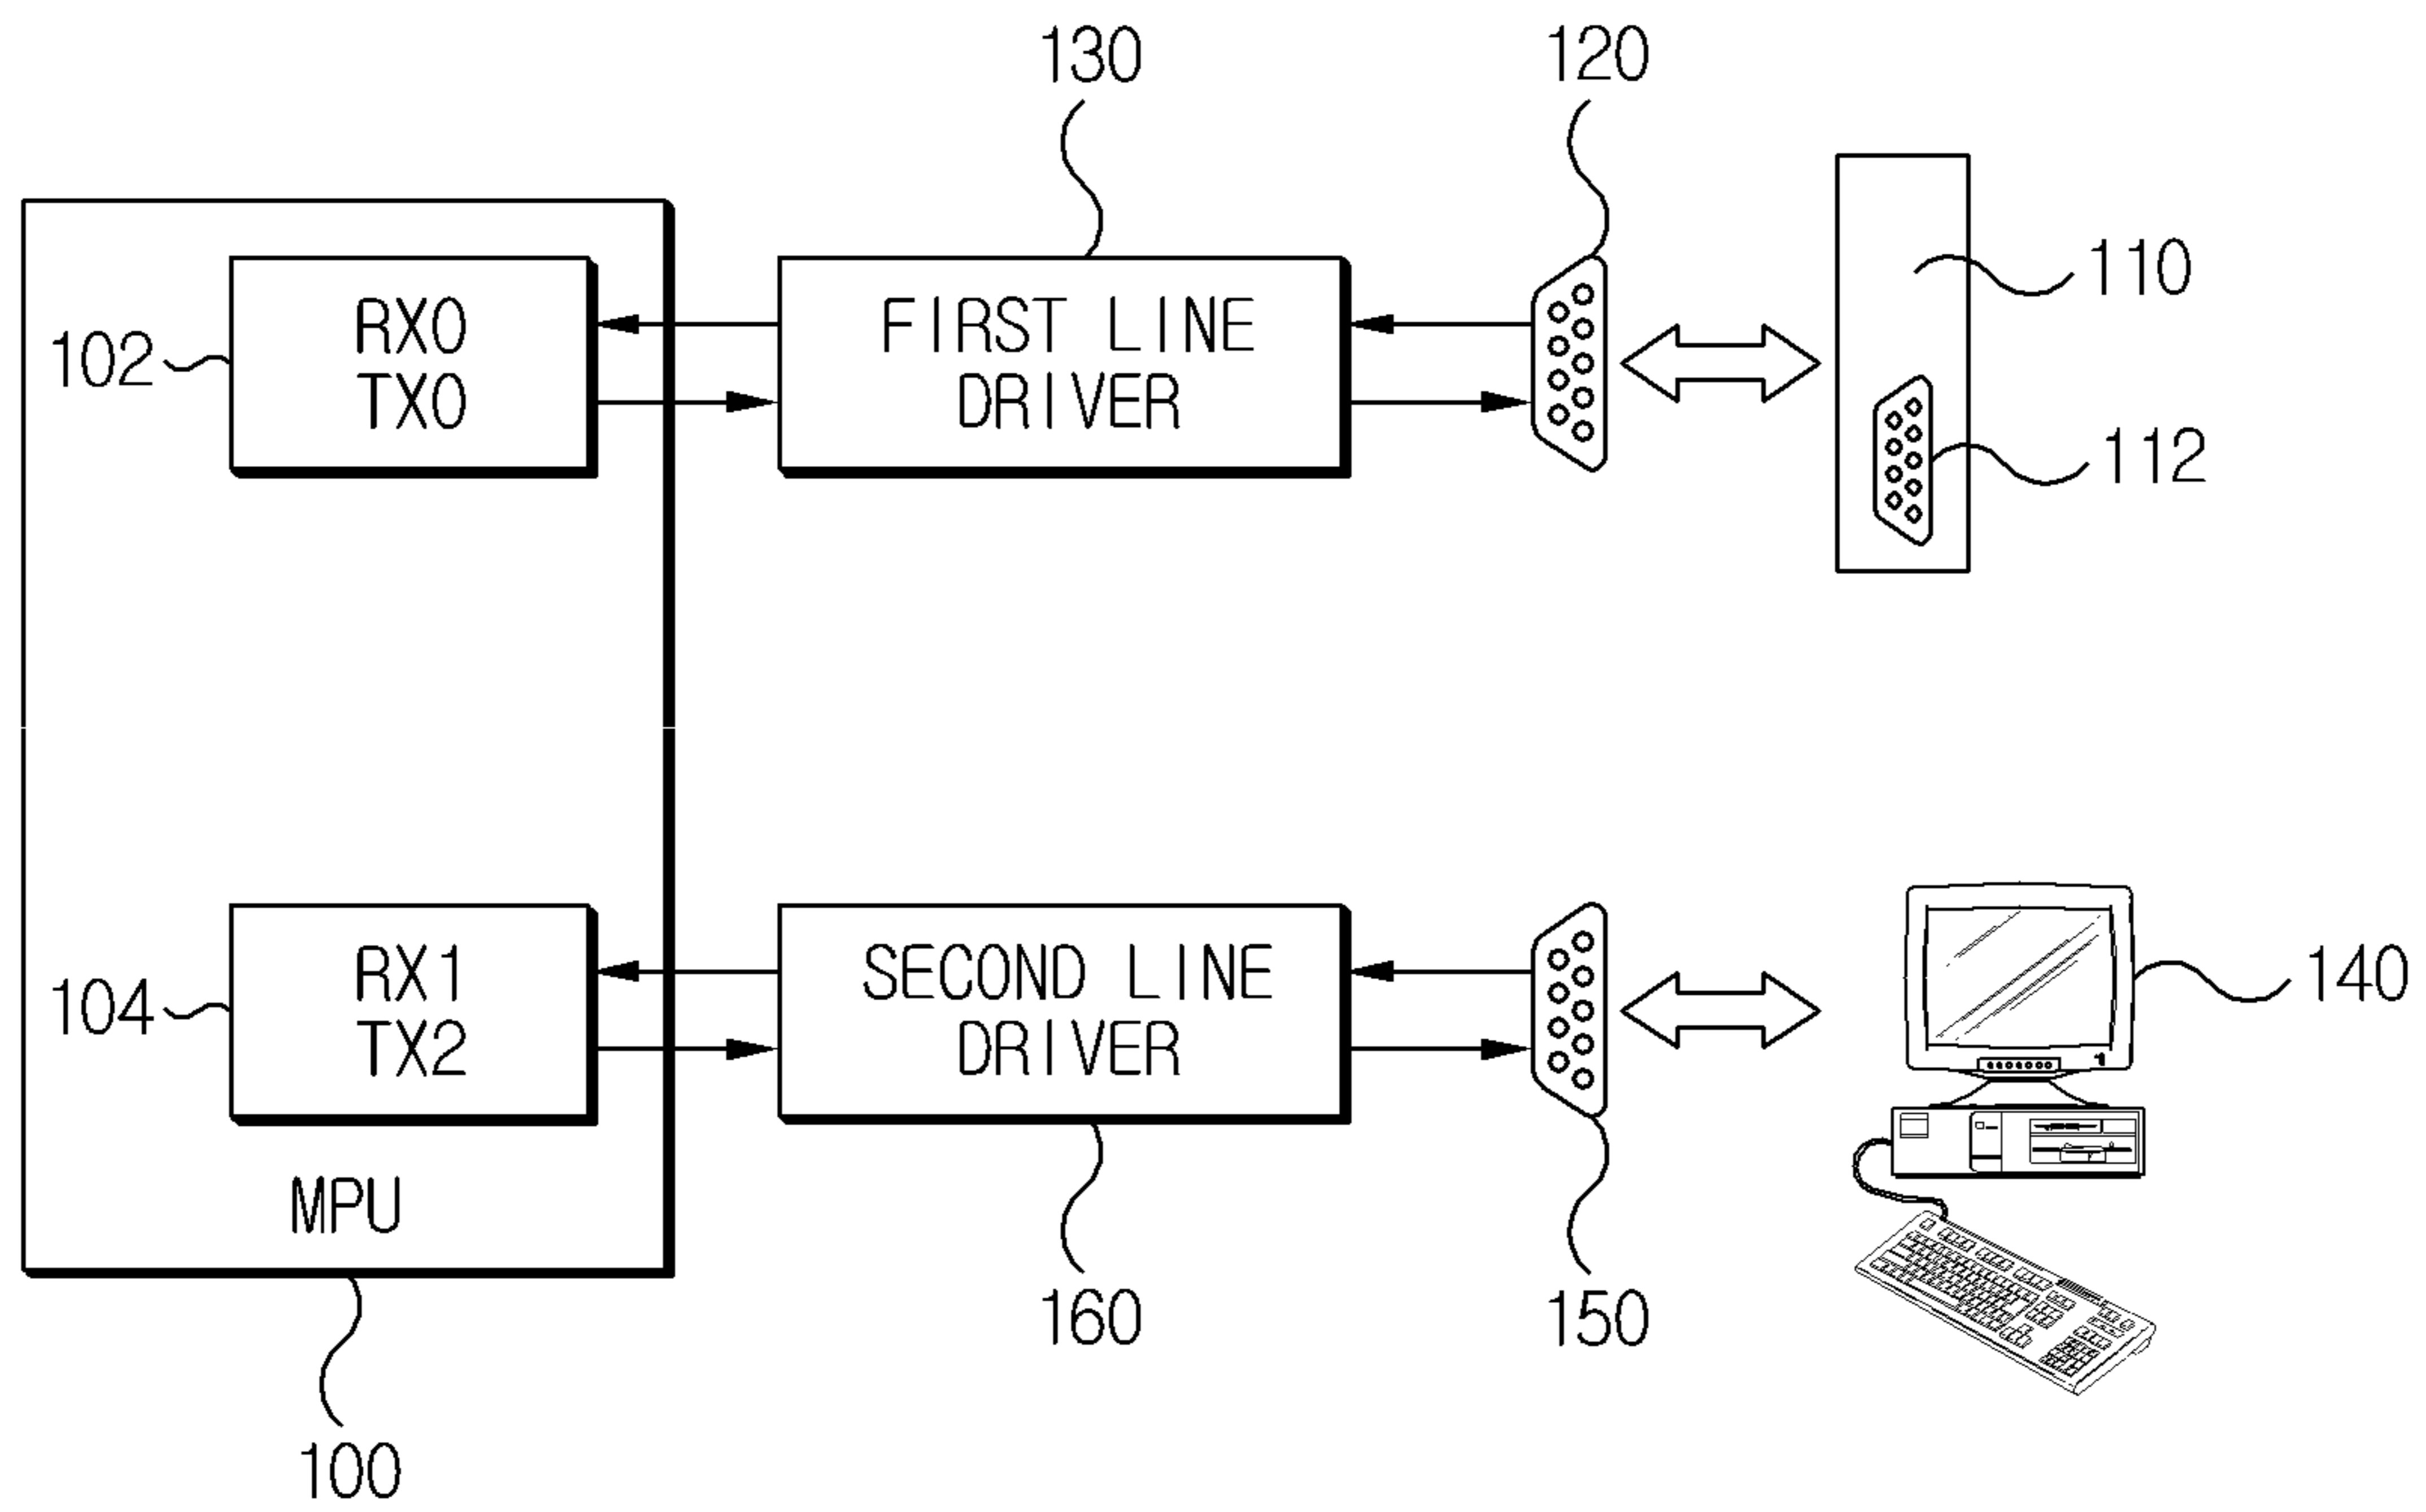 130
120
110
102
RX0
TX0
FIRST LINE
DRIVER
112
104
RX1
TX2
SECOND LINE
DRIVER
140
MPU
160
150
100